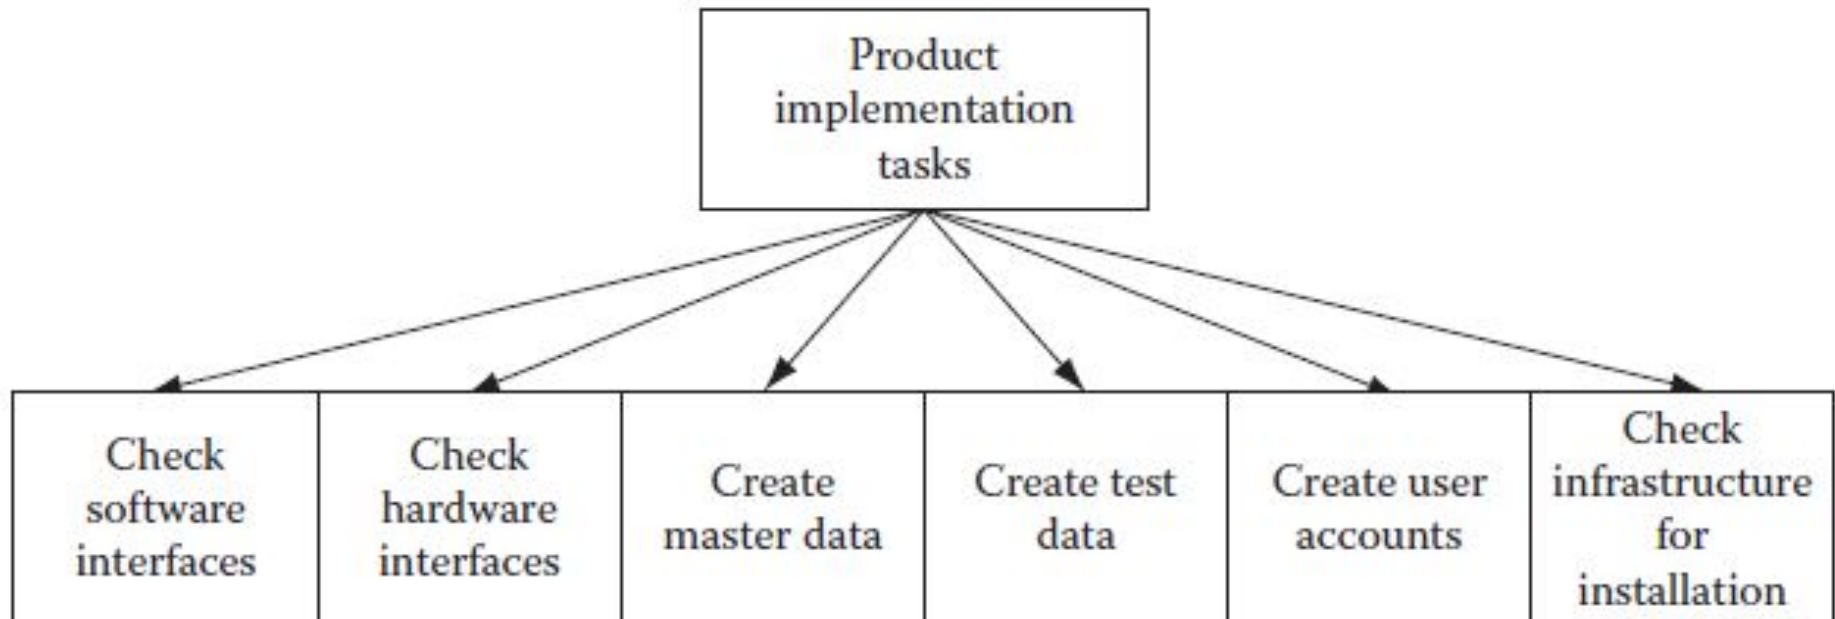 Product
implementation
tasks
Check
software
interfaces
Check
hardware
interfaces
Create
master data
Create test
data
Create user
accounts
Check
infrastructure
for
installation